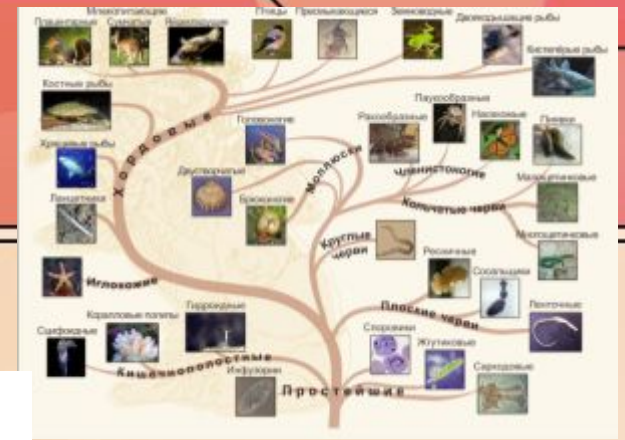 Млекопитающие
Плацентарные
Сумчатые
Яйцекладущие
Птицы
Пресмыкающиеся
Земноводные
Двоякодышащие рыбы
Кистепёрые рыбы
Костные рыбы
Хрящевые рыбы
Ланцетники
Хордовые
Головоногие
Двустворчатые
Брюхоногие
Моллюски
Паукообразные
Ракообразные
Насекомые
Членистоногие
Пиявки
Малощетинковые
Кольчатые черви
Многощетинковые
Круглые
черви
Иглокожие
Ресничные
Сосальщики
Ленточные
Плоские черви
Гидроидные
Коралловые полипы
Сцифоидные
Кишечнополостные
Споровики
Жгутиковые
Саркодовые
Инфузории
Простейшие